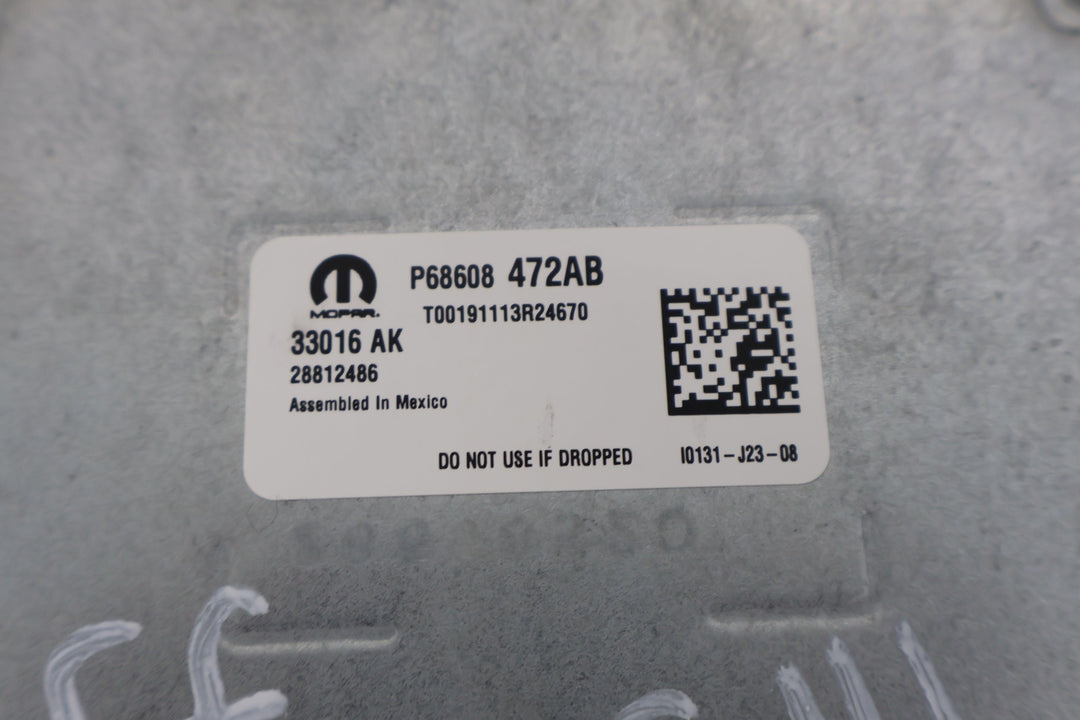 MOPAR.
P68608 472AB
T00191113R24670
33016 AK
28812486
Assembled In Mexico
DO NOT USE IF DROPPED
I0131-J23-08